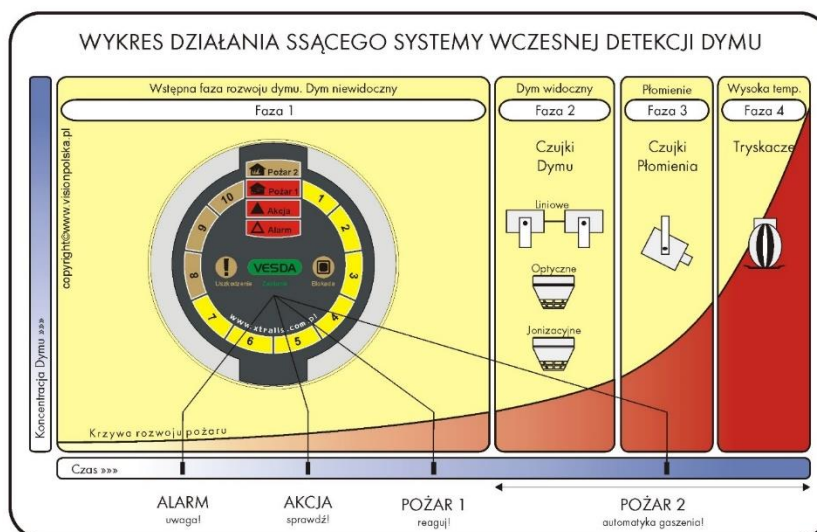 WYKRES DZIAŁANIA SSĄCEGO SYSTEMY WCZESNEJ DETEKCJI DYMU
Wstępna faza rozwoju dymu. Dym niewidoczny
Faza 1
Dym widoczny
Faza 2
Płomienie
Faza 3
Wysoka temp.
Faza 4
copyright©www.visionpolska.pl
Koncentracja Dymu »»»
Pożar 2
Pożar 1
Akcja
Alarm
1
2
3
4
5
6
7
8
9
10
Uszkodzenie
VESDA
Zasilanie
Blokada
www.xtralis.com.pl
Czujki
Dymu
Liniowe
Optyczne
Jonizacyjne
Czujki
Płomienia
Tryskacze
Krzywa rozwoju pożaru
Czas »»»
ALARM
uwaga!
AKCJA
sprawdź!
POŻAR 1
reaguj!
POŻAR 2
automatyka gaszenia!